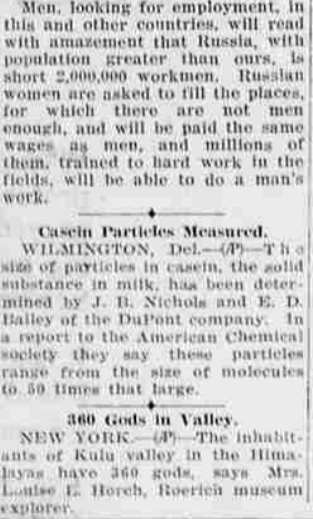 Men, looking for employment, in
this and other countries, will read
with amazement that Russia, with
population greater than ours, is
short 2,000,000 workmen. Russian
women are asked to fill the places,
for which there are not men
enough, and will be paid the same
wages as men, and millions of
them, trained to hard work in the
fields, will be able to do a man's
work.
Casein Particles Measured.
WILMINGTON, Del.—(AP)—The
size of particles in casein, the solid
substance in milk, has been deter-
mined by J. B. Nichols and E. D.
Bailey of the DuPont company. In
a report to the American Chemical
society they say these particles
range from the size of molecules
to 50 times that large.
360 Gods in Valley.
NEW YORK.—(AP)—The inhabit-
ants of Kulu valley in the Hima-
layas have 360 gods, says Mrs.
Louise L. Horch, Roerich museum
explorer.